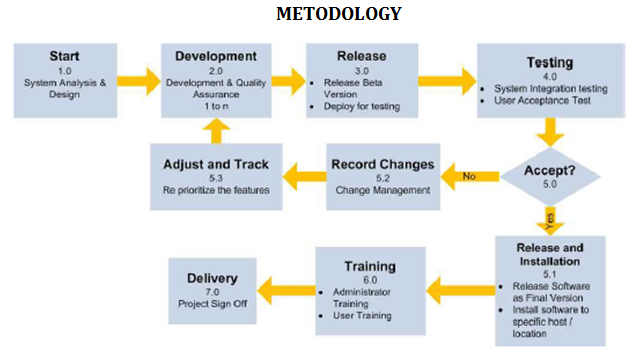 METODOLOGY
Start
1.0
System Analysis &
Design
Development
2.0
Development & Quality
Assurance
1 to n
Release
3.0
• Release Beta
Version
• Deploy for testing
Testing
4.0
• System Integration testing
• User Acceptance Test
Adjust and Track
5.3
Re prioritize the features
Record Changes
5.2
Change Management
No
Accept?
5.0
Yes
Release and
Installation
5.1
• Release Software
as Final Version
• Install software to
specific host /
location
Training
6.0
• Administrator
Training
• User Training
Delivery
7.0
Project Sign Off